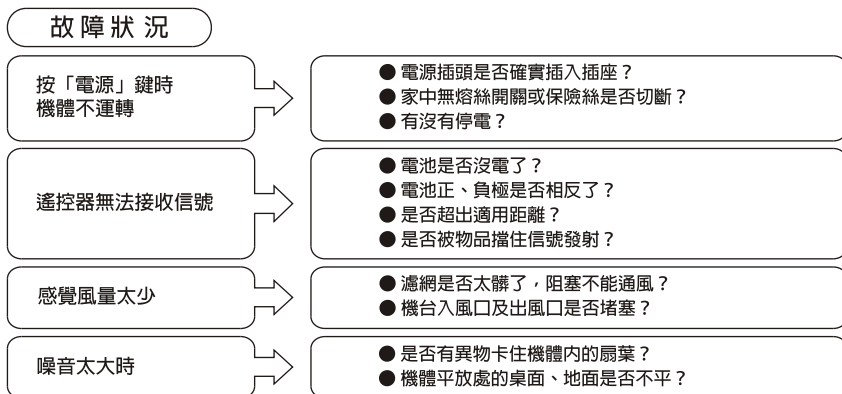 故障狀況
按「電源」鍵時
機體不運轉
● 電源插頭是否確實插入插座？
● 家中無熔絲開關或保險絲是否切斷？
● 有沒有停電？
遙控器無法接收信號
● 電池是否沒電了？
● 電池正、負極是否相反了？
● 是否超出適用距離？
● 是否被物品擋住信號發射？
感覺風量太少
● 濾網是否太髒了，阻塞不能通風？
● 機台入風口及出風口是否堵塞？
噪音太大時
● 是否有異物卡住機體內的扇葉？
● 機體平放處的桌面、地面是否不平？